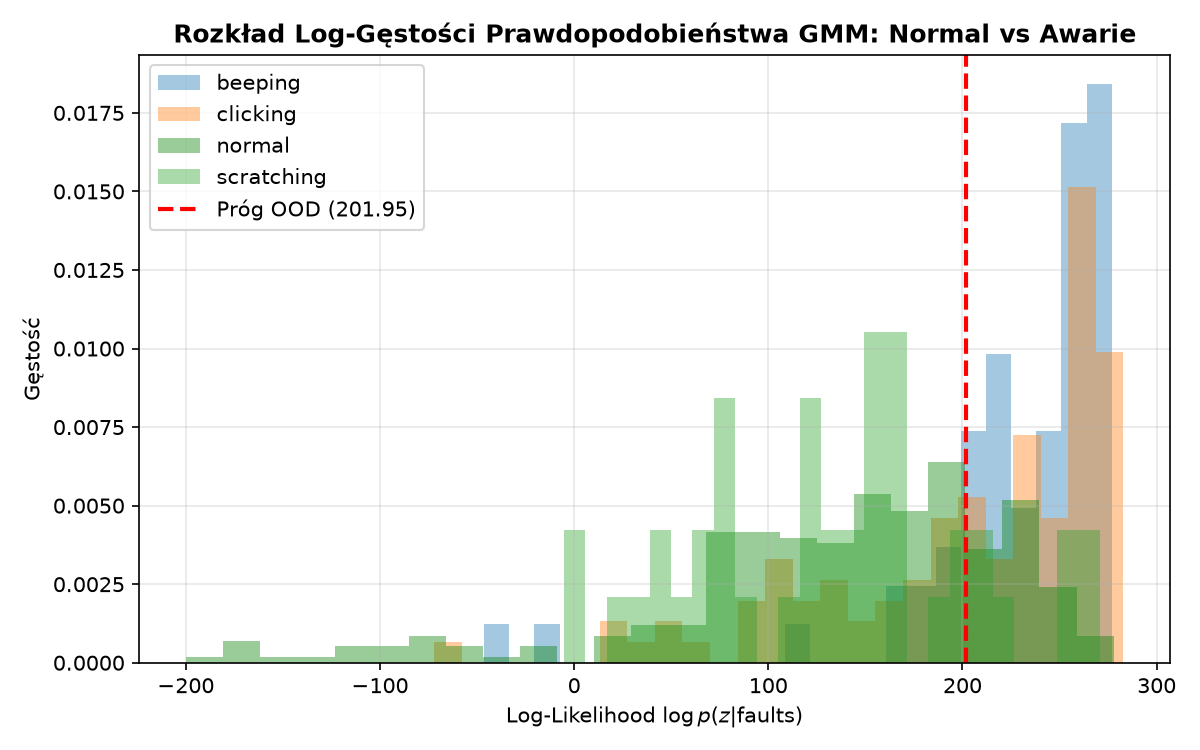 Rozkład Log-Gęstości Prawdopodobieństwa GMM: Normal vs Awarie
beeping
clicking
normal
scratching
Próg OOD (201.95)
Gęstość
0.0175
0.0150
0.0125
0.0100
0.0075
0.0050
0.0025
0.0000
−200 −100 0 100 200 300
Log-Likelihood log p(z|faults)